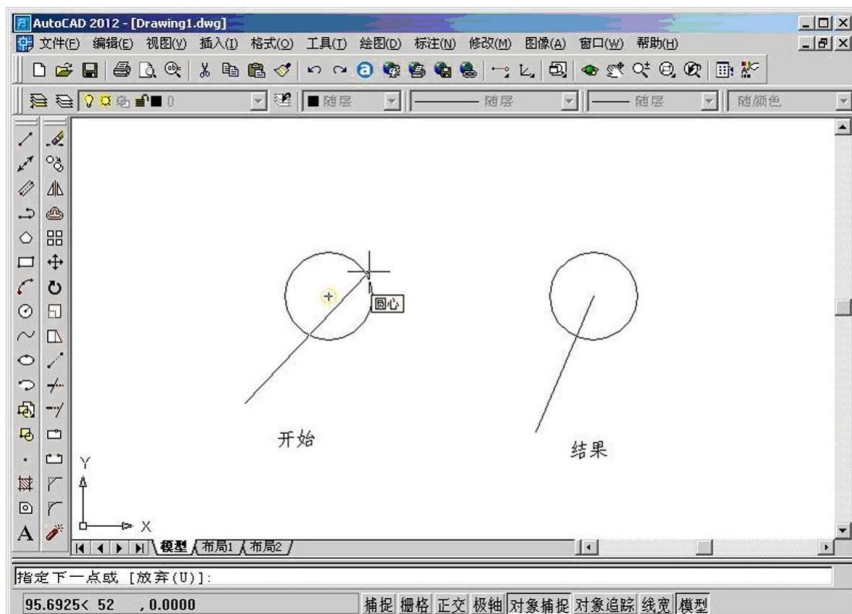 AutoCAD 2012 - [Drawing1.dwg]
文件(F) 编辑(E) 视图(V) 插入(I) 格式(O) 工具(T) 绘图(D) 标注(N) 修改(M) 图像(A) 窗口(W) 帮助(H)
0 随层 随层 随层 随颜色
圆心
开始
结果
Y
X
A
模型 布局1 布局2
指定下一点或 [放弃(U)]:
95.6925< 52 , 0.0000 捕捉 栅格 正交 极轴 对象捕捉 对象追踪 线宽 模型